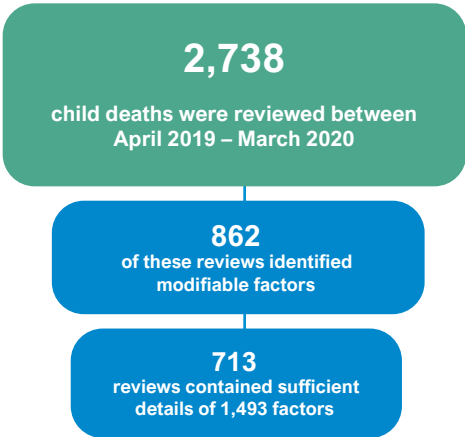 2,738
child deaths were reviewed between
April 2019 – March 2020
862
of these reviews identified
modifiable factors
713
reviews contained sufficient
details of 1,493 factors